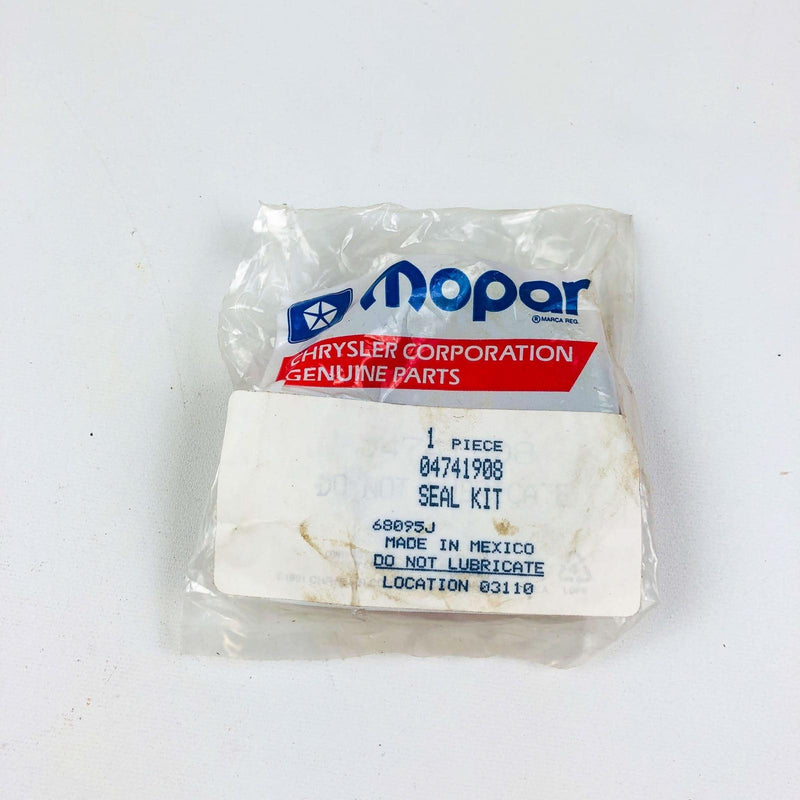 Mopar
® MARCA REG.
CHRYSLER CORPORATION
GENUINE PARTS
1 PIECE
04741908
SEAL KIT
68095J
MADE IN MEXICO
DO NOT LUBRICATE
LOCATION 03110